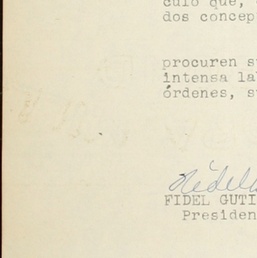 culo que,
dos concep
procuren s
intensa la
órdenes, s
FIDEL GUTI
Presiden